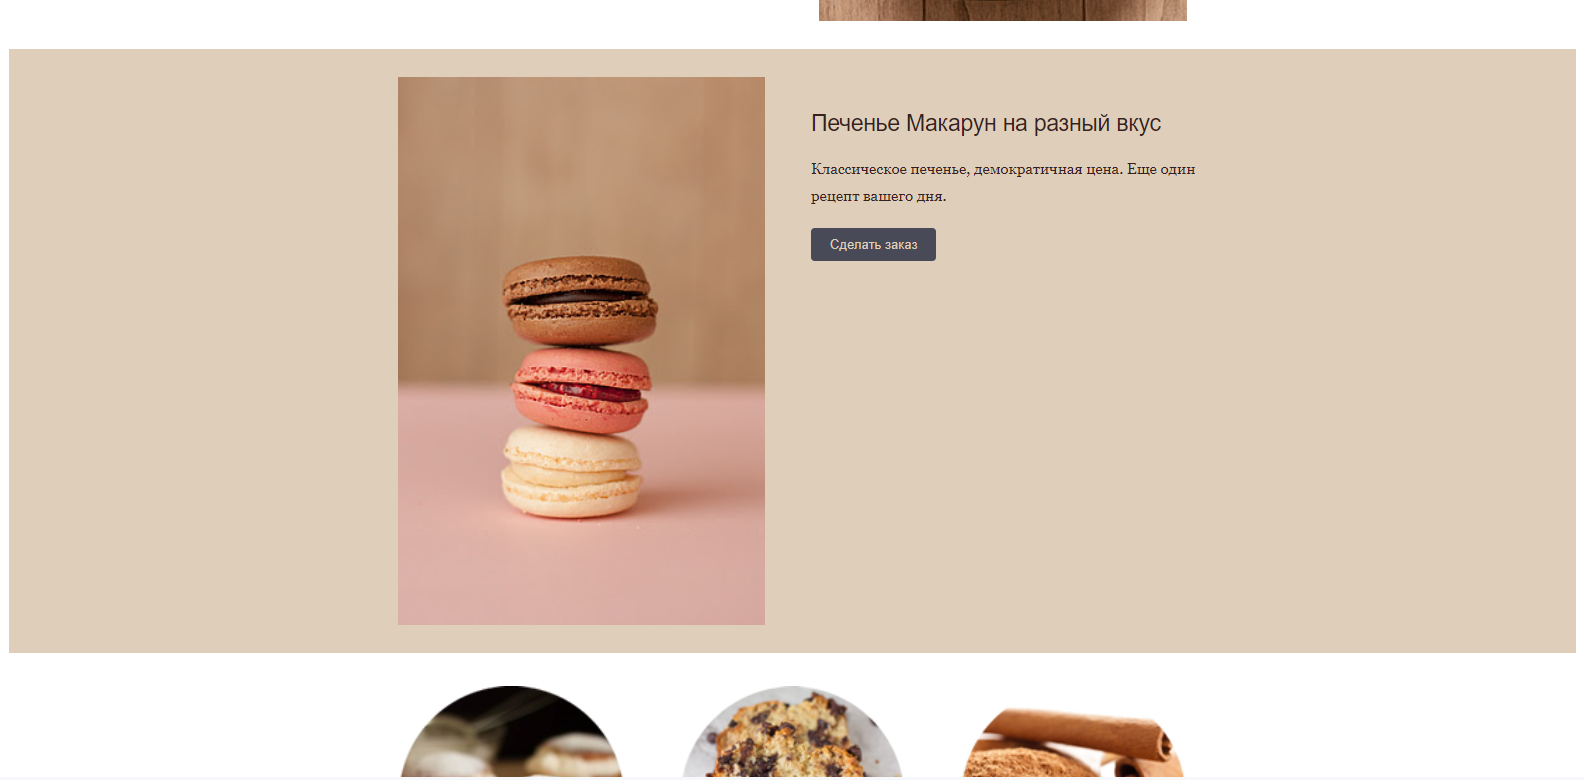 Печенье Макарун на разный вкус
Классическое печенье, демократичная цена. Еще один
рецепт вашего дня.
Сделать заказ